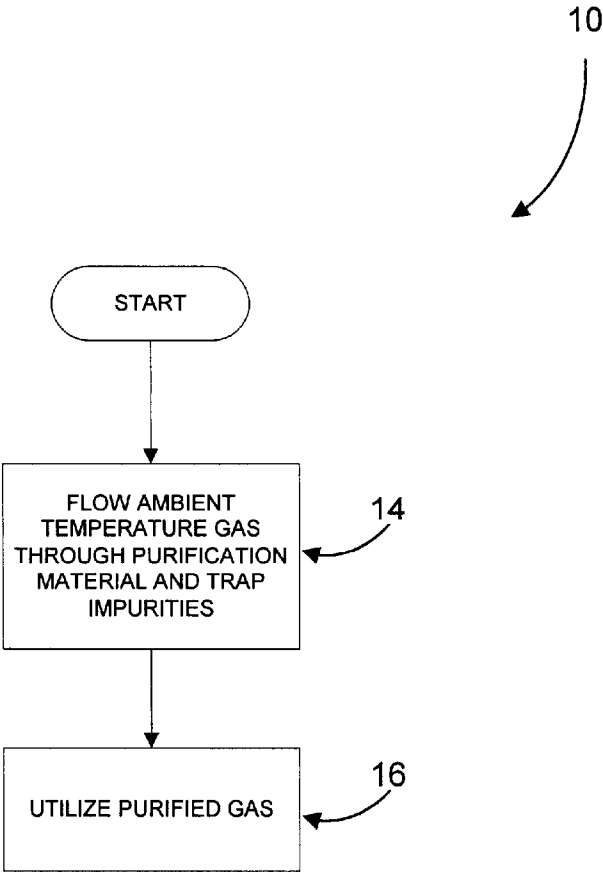 10
START
FLOW AMBIENT
TEMPERATURE GAS
THROUGH PURIFICATION
MATERIAL AND TRAP
IMPURITIES
14
UTILIZE PURIFIED GAS
16